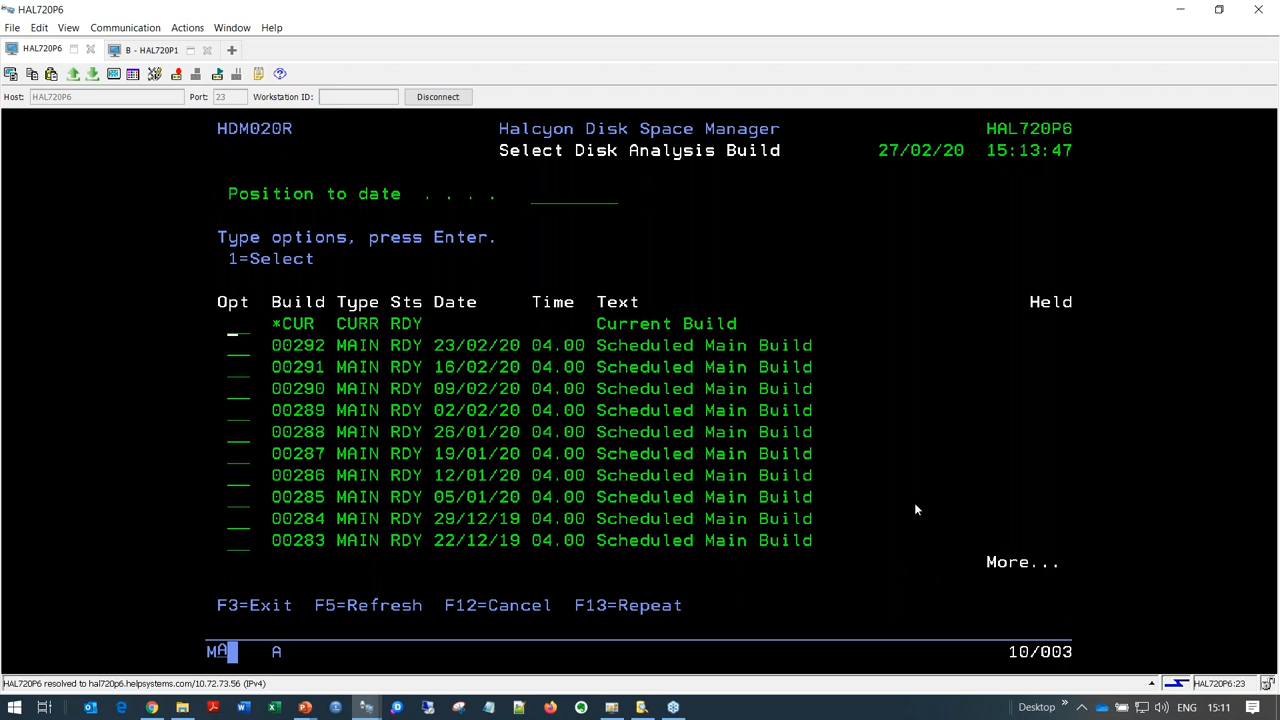 HAL720P6
File Edit View Communication Actions Window Help
HAL720P6 B - HAL720P1
Host: HAL720P6 Port: 23 Workstation ID: Disconnect
HDM020R Halcyon Disk Space Manager HAL720P6
Select Disk Analysis Build 27/02/20 15:13:47
Position to date . . . .
Type options, press Enter.
1=Select
Opt Build Type Sts Date Time Text Held
*CUR CURR RDY Current Build
00292 MAIN RDY 23/02/20 04.00 Scheduled Main Build
00291 MAIN RDY 16/02/20 04.00 Scheduled Main Build
00290 MAIN RDY 09/02/20 04.00 Scheduled Main Build
00289 MAIN RDY 02/02/20 04.00 Scheduled Main Build
00288 MAIN RDY 26/01/20 04.00 Scheduled Main Build
00287 MAIN RDY 19/01/20 04.00 Scheduled Main Build
00286 MAIN RDY 12/01/20 04.00 Scheduled Main Build
00285 MAIN RDY 05/01/20 04.00 Scheduled Main Build
00284 MAIN RDY 29/12/19 04.00 Scheduled Main Build
00283 MAIN RDY 22/12/19 04.00 Scheduled Main Build
More...
F3=Exit F5=Refresh F12=Cancel F13=Repeat
MA A 10/003
HAL720P6 resolved to hal720p6.helpsystems.com/10.72.73.56 (IPv4) HAL720P6:23
Desktop ENG 15:11